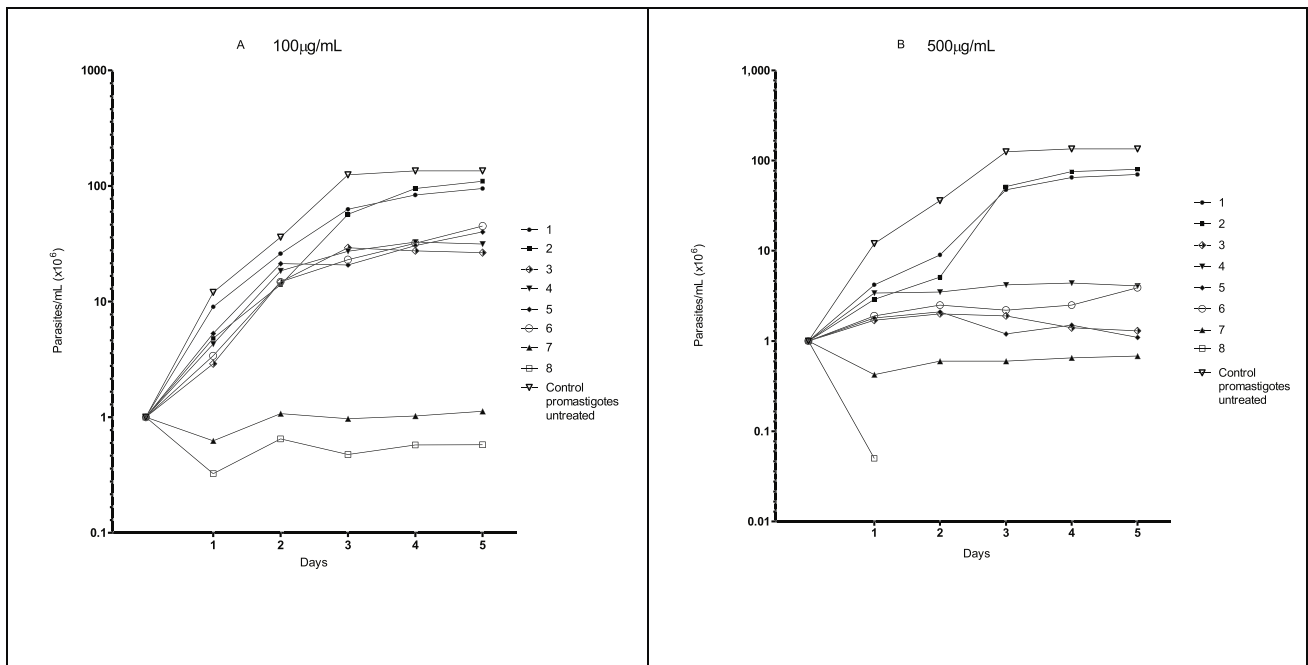 A 100μg/mL
1000
100
10
1
0.1
Parasites/mL (x10⁶)
1 2 3 4 5
Days
1
2
3
4
5
6
7
8
Control
promastigotes
untreated
B 500μg/mL
1,000
100
10
1
0.1
0.01
Parasites/mL (x10⁶)
1 2 3 4 5
Days
1
2
3
4
5
6
7
8
Control
promastigotes
untreated